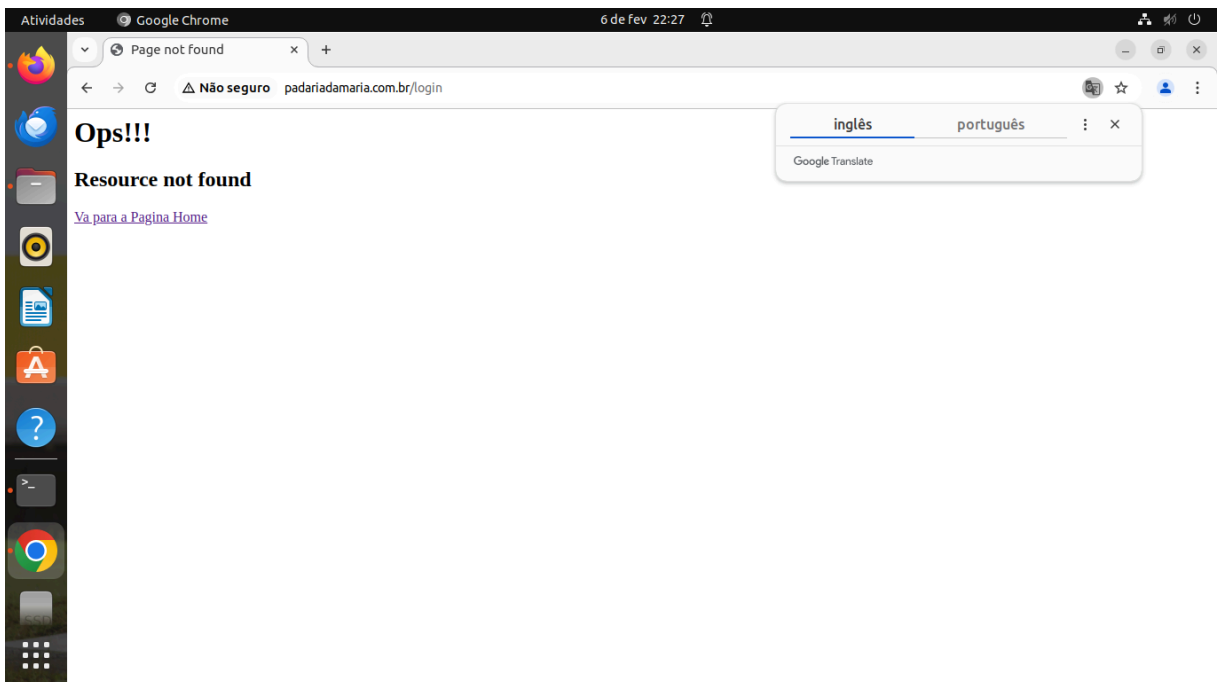 Atividades Google Chrome 6 de fev 22:27
Page not found
Não seguro padariadamaria.com.br/login
inglês português
Google Translate
Ops!!!
Resource not found
Va para a Pagina Home
SSD